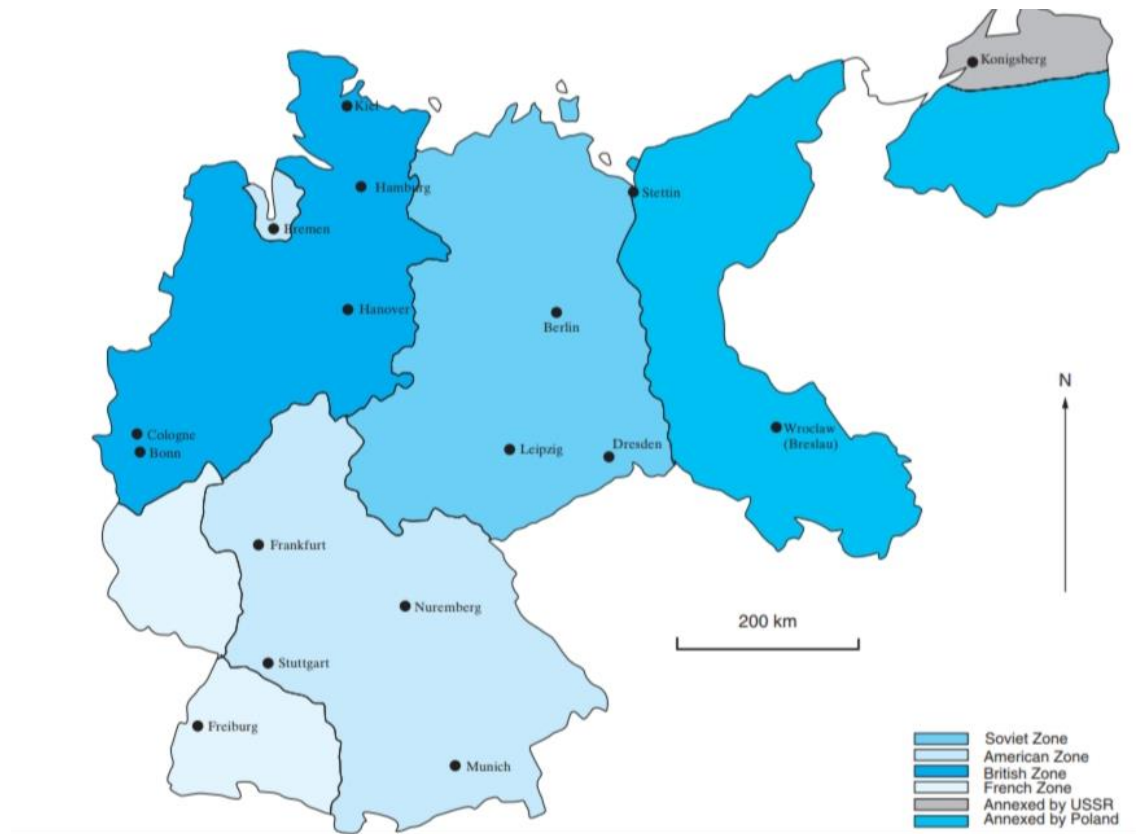 Konigsberg
Kiel
Hamburg
Stettin
Bremen
Hanover
Berlin
N
Cologne
Bonn
Leipzig
Dresden
Wroclaw
(Breslau)
Frankfurt
Nuremberg
200 km
Stuttgart
Freiburg
Munich
Soviet Zone
American Zone
British Zone
French Zone
Annexed by USSR
Annexed by Poland